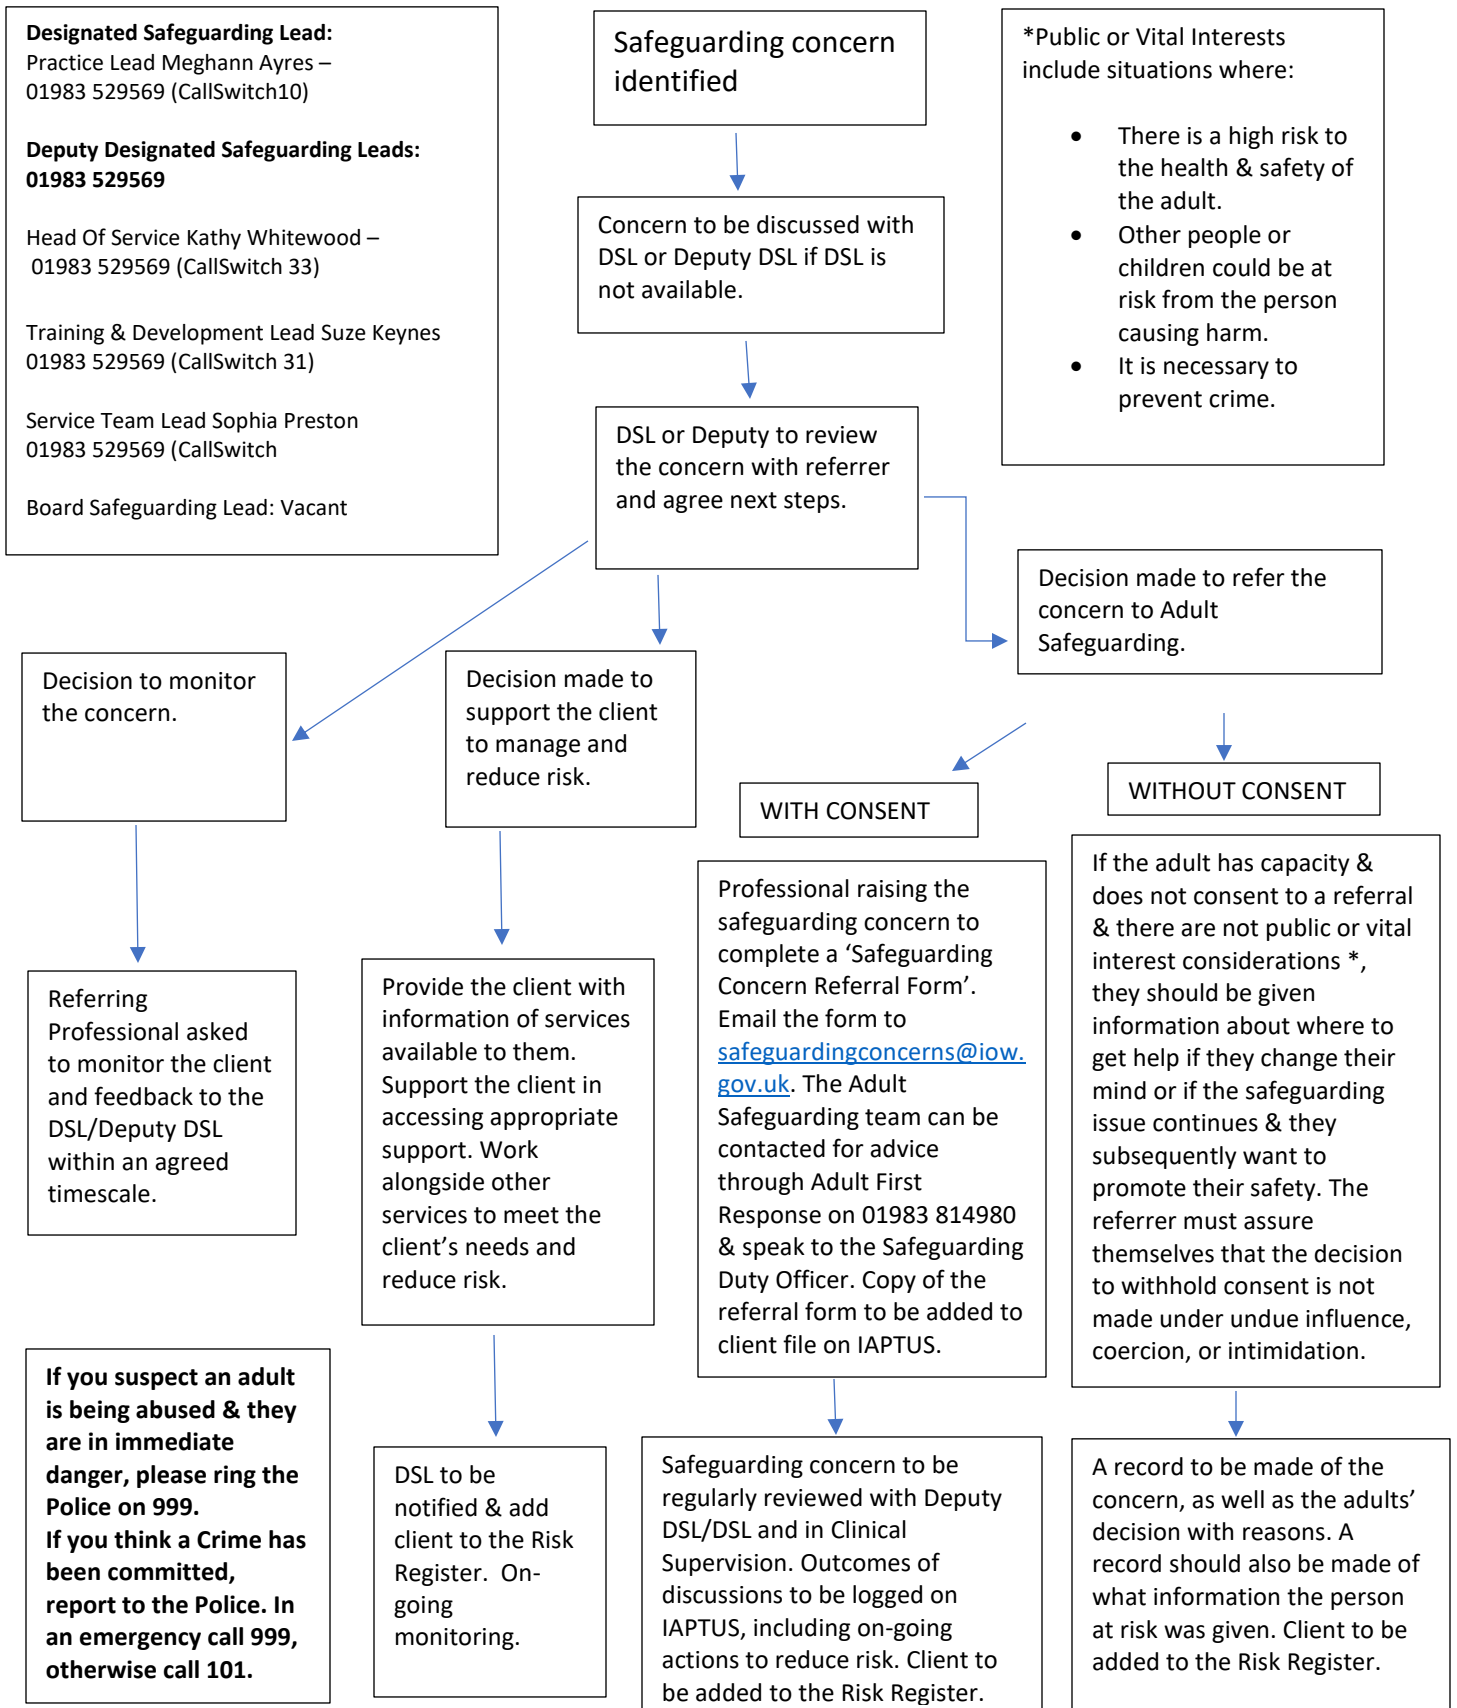 Designated Safeguarding Lead:
Practice Lead Meghann Ayres –
01983 529569 (CallSwitch10)
Deputy Designated Safeguarding Leads:
01983 529569
Head Of Service Kathy Whitewood –
01983 529569 (CallSwitch 33)
Training & Development Lead Suze Keynes
01983 529569 (CallSwitch 31)
Service Team Lead Sophia Preston
01983 529569 (CallSwitch
Board Safeguarding Lead: Vacant
Safeguarding concern
identified
*Public or Vital Interests
include situations where:
• There is a high risk to
the health & safety of
the adult.
• Other people or
children could be at
risk from the person
causing harm.
• It is necessary to
prevent crime.
Concern to be discussed with
DSL or Deputy DSL if DSL is
not available.
DSL or Deputy to review
the concern with referrer
and agree next steps.
Decision to monitor
the concern.
Decision made to
support the client
to manage and
reduce risk.
Decision made to refer the
concern to Adult
Safeguarding.
WITH CONSENT
WITHOUT CONSENT
Referring
Professional asked
to monitor the client
and feedback to the
DSL/Deputy DSL
within an agreed
timescale.
Provide the client with
information of services
available to them.
Support the client in
accessing appropriate
support. Work
alongside other
services to meet the
client’s needs and
reduce risk.
Professional raising the
safeguarding concern to
complete a ‘Safeguarding
Concern Referral Form’.
Email the form to
safeguardingconcerns@iow.
gov.uk. The Adult
Safeguarding team can be
contacted for advice
through Adult First
Response on 01983 814980
& speak to the Safeguarding
Duty Officer. Copy of the
referral form to be added to
client file on IAPTUS.
If the adult has capacity &
does not consent to a referral
& there are not public or vital
interest considerations *,
they should be given
information about where to
get help if they change their
mind or if the safeguarding
issue continues & they
subsequently want to
promote their safety. The
referrer must assure
themselves that the decision
to withhold consent is not
made under undue influence,
coercion, or intimidation.
If you suspect an adult
is being abused & they
are in immediate
danger, please ring the
Police on 999.
If you think a Crime has
been committed,
report to the Police. In
an emergency call 999,
otherwise call 101.
DSL to be
notified & add
client to the Risk
Register. On-
going
monitoring.
Safeguarding concern to be
regularly reviewed with Deputy
DSL/DSL and in Clinical
Supervision. Outcomes of
discussions to be logged on
IAPTUS, including on-going
actions to reduce risk. Client to
be added to the Risk Register.
A record to be made of the
concern, as well as the adults’
decision with reasons. A
record should also be made of
what information the person
at risk was given. Client to be
added to the Risk Register.